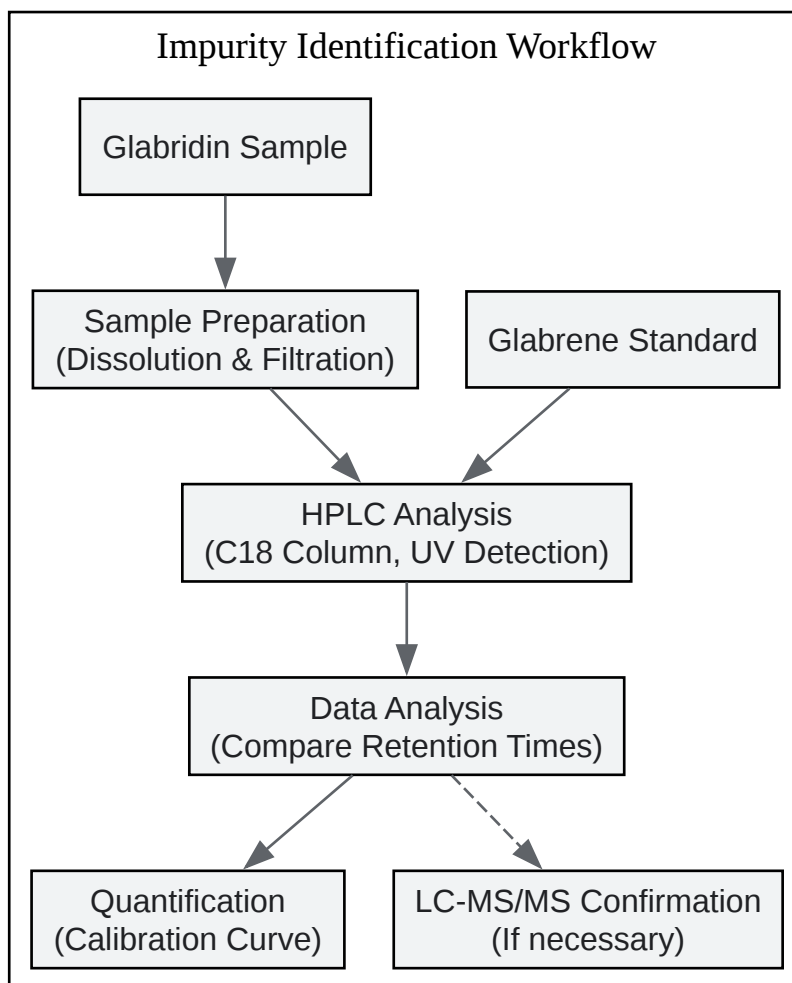 Impurity Identification Workflow
Glabridin Sample
Sample Preparation
(Dissolution & Filtration)
Glabrene Standard
HPLC Analysis
(C18 Column, UV Detection)
Data Analysis
(Compare Retention Times)
Quantification
(Calibration Curve)
LC-MS/MS Confirmation
(If necessary)